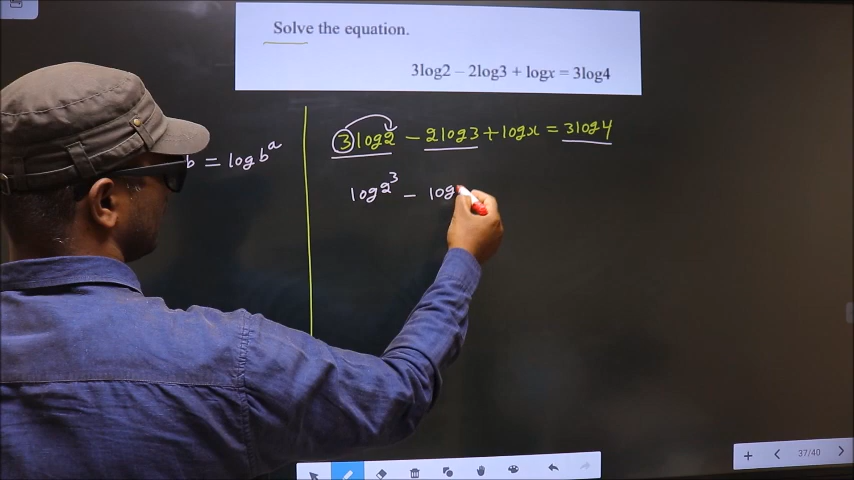 Solve the equation.
3log2 – 2log3 + logx = 3log4
3log2 − 2log3 + logx = 3log4
b = log b^a
log2^3 − log
37/40